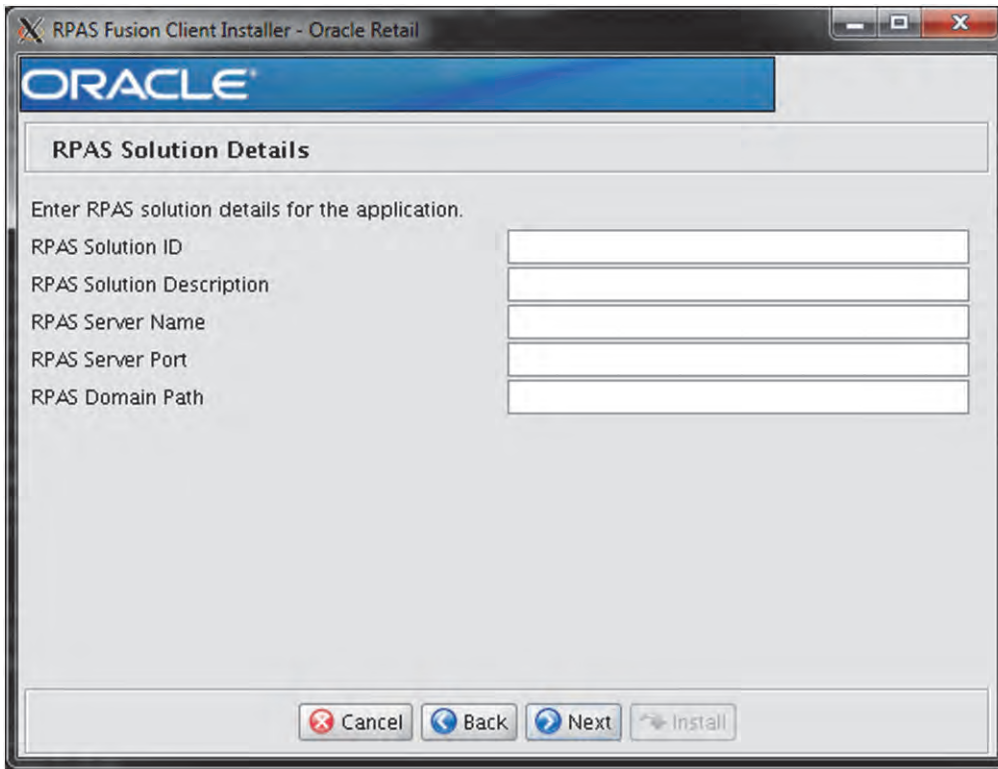 RPAS Fusion Client Installer - Oracle Retail
ORACLE®
RPAS Solution Details
Enter RPAS solution details for the application.
RPAS Solution ID
RPAS Solution Description
RPAS Server Name
RPAS Server Port
RPAS Domain Path
Cancel Back Next Install